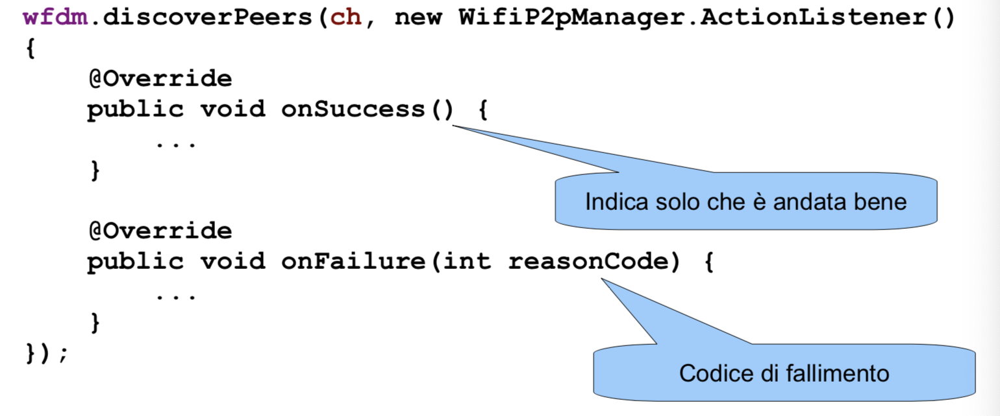 wfdm.discoverPeers(ch, new WifiP2pManager.ActionListener()
{
@Override
public void onSuccess() {
...
}
Indica solo che è andata bene
@Override
public void onFailure(int reasonCode) {
...
}
});
Codice di fallimento